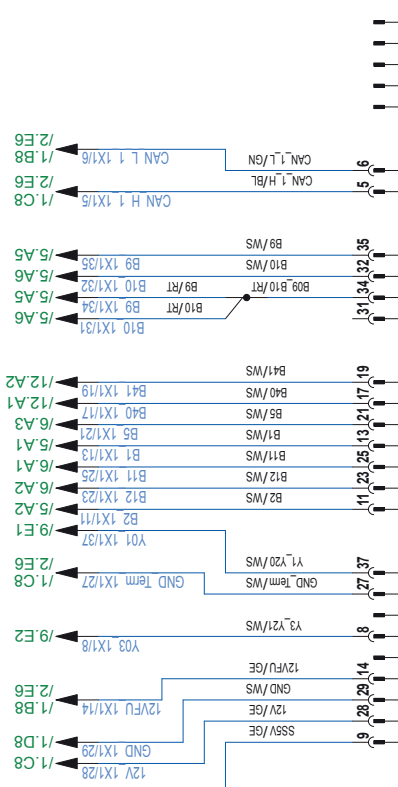 /2.E6
/1.B8
CAN_L_1 1X1/6
CAN_1_L/GN
6
/2.E6
/1.C8
CAN_1_H 1X1/5
CAN_1_H/BL
5
/5.A5
B9 1X1/35
B9/WS
35
/5.A6
B10 1X1/32
B10/WS
32
/5.A5
B9 1X1/34
B9/RT
B09_B10/RT
34
/5.A6
B10 1X1/31
B10/RT
31
/12.A2
B41 1X1/19
B41/WS
19
/12.A1
B40 1X1/17
B40/WS
17
/6.A3
B5 1X1/21
B5/WS
21
/5.A1
B1 1X1/13
B1/WS
13
/6.A1
B11 1X1/25
B11/WS
25
/6.A2
B12 1X1/23
B12/WS
23
/5.A2
B2 1X1/11
B2/WS
11
/9.E1
Y01 1X1/37
Y1_Y20/WS
37
/2.E6
/1.C8
GND_Term 1X1/27
GND_Term/WS
27
/9.E2
Y03 1X1/8
Y3_Y21/WS
8
/2.E6
/1.B8
12VFU 1X1/14
12VFU/GE
14
/1.D8
GND 1X1/29
GND/WS
29
/1.C8
12V 1X1/28
12V/GE
28
SS5V/GE
9